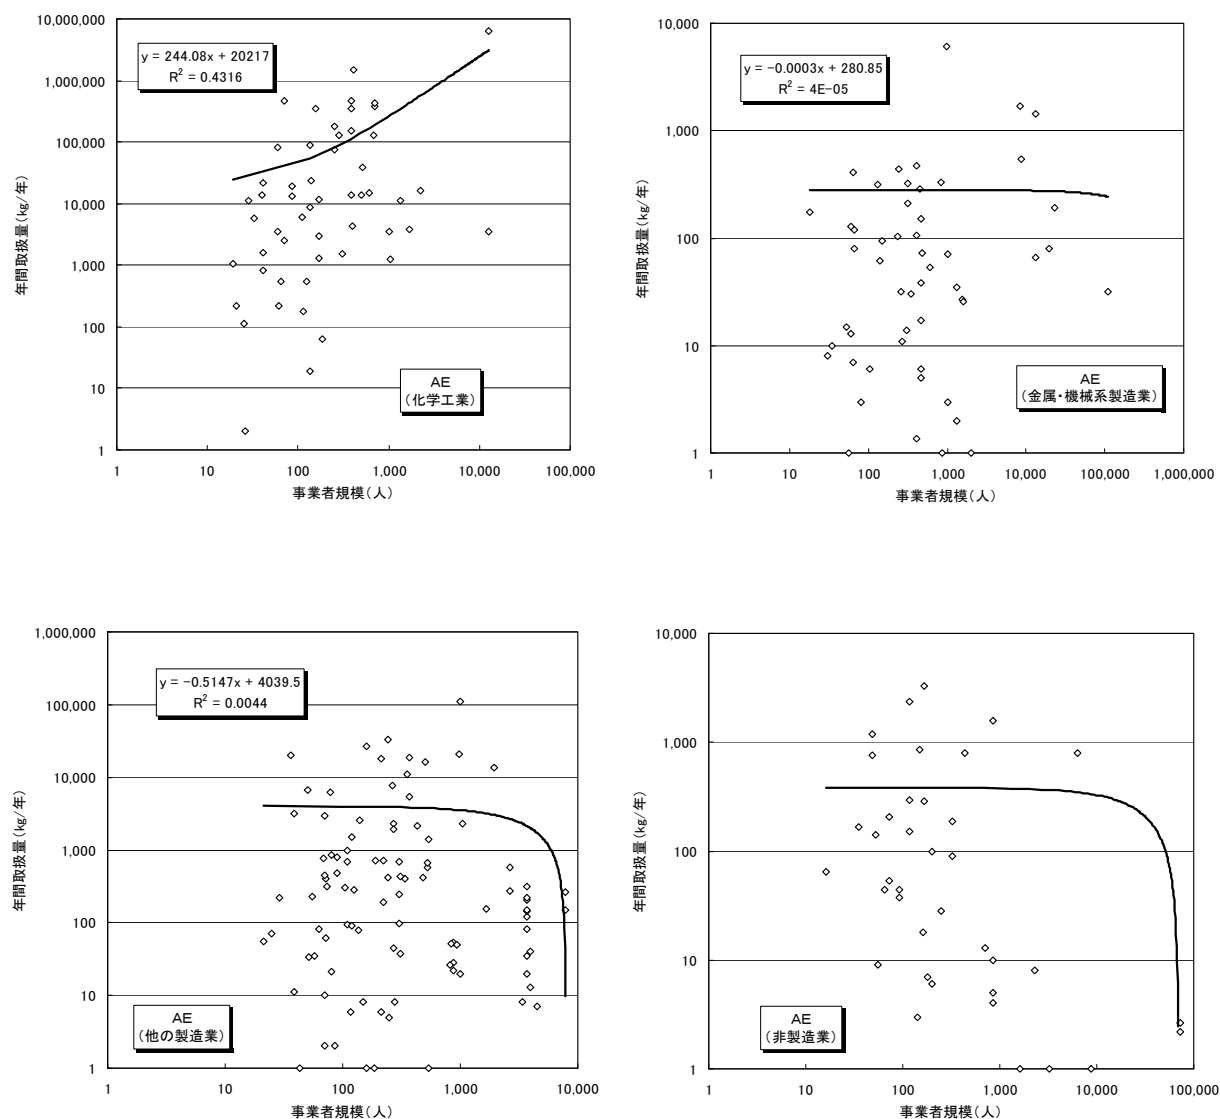 10,000,000
1,000,000
100,000
10,000
1,000
100
10
1
年間取扱量(kg/年)
y = 244.08x + 20217
R² = 0.4316
AE
(化学工業)
1 10 100 1,000 10,000 100,000
事業者規模(人)
10,000
1,000
100
10
1
年間取扱量(kg/年)
y = -0.0003x + 280.85
R² = 4E-05
AE
(金属・機械系製造業)
1 10 100 1,000 10,000 100,000 1,000,000
事業者規模(人)
1,000,000
100,000
10,000
1,000
100
10
1
年間取扱量(kg/年)
y = -0.5147x + 4039.5
R² = 0.0044
AE
(他の製造業)
1 10 100 1,000 10,000
事業者規模(人)
10,000
1,000
100
10
1
年間取扱量(kg/年)
AE
(非製造業)
1 10 100 1,000 10,000 100,000
事業者規模(人)